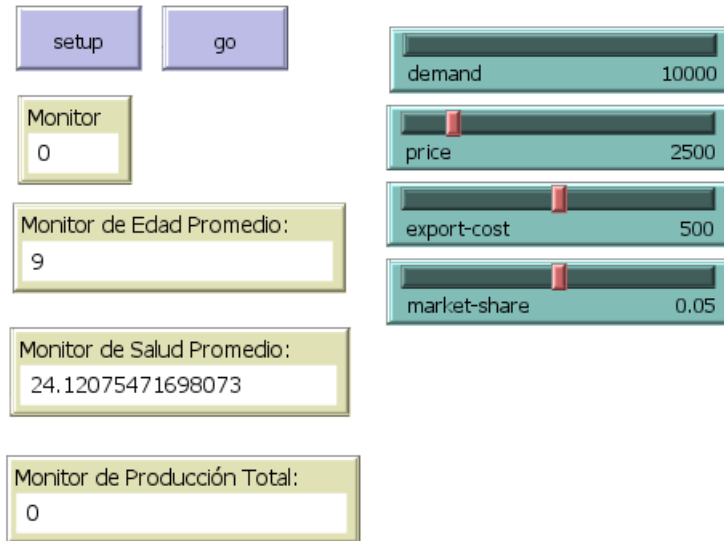 setup
go
Monitor
0
Monitor de Edad Promedio:
9
Monitor de Salud Promedio:
24.12075471698073
Monitor de Producción Total:
0
demand 10000
price 2500
export-cost 500
market-share 0.05